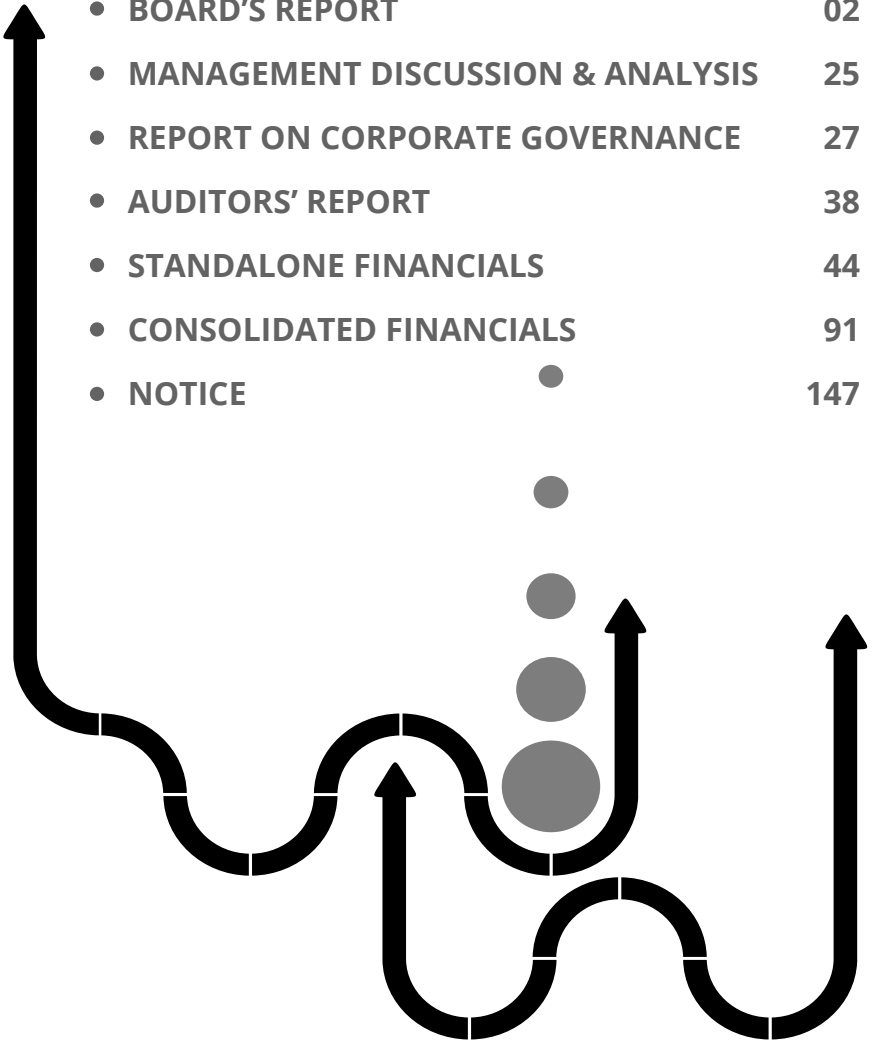 • BOARD’S REPORT 02
• MANAGEMENT DISCUSSION & ANALYSIS 25
• REPORT ON CORPORATE GOVERNANCE 27
• AUDITORS’ REPORT 38
• STANDALONE FINANCIALS 44
• CONSOLIDATED FINANCIALS 91
• NOTICE 147